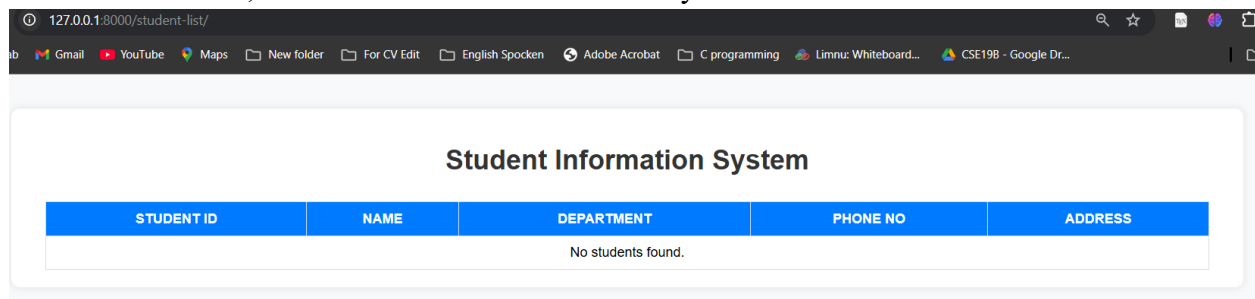 127.0.0.1:8000/student-list/
Gmail YouTube Maps New folder For CV Edit English Spocken Adobe Acrobat C programming Limnu: Whiteboard... CSE19B - Google Dr...
Student Information System
STUDENT ID NAME DEPARTMENT PHONE NO ADDRESS
No students found.